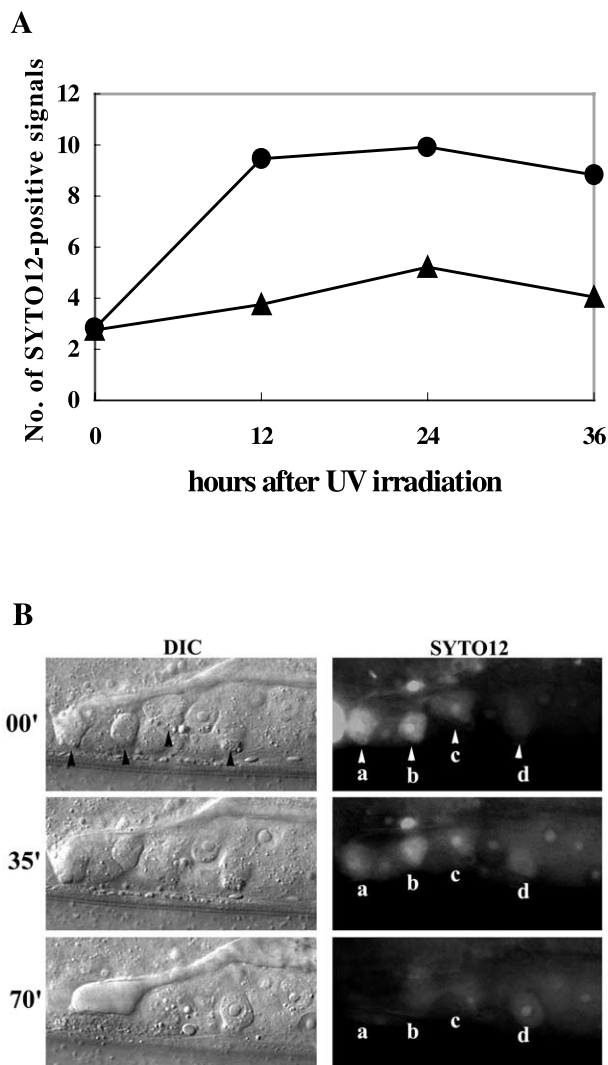 A
No. of SYTO12-positive signals
12
10
8
6
4
2
0
0 12 24 36
hours after UV irradiation
B
DIC SYTO12
00'
a b c d
35'
a b c d
70'
a b c d